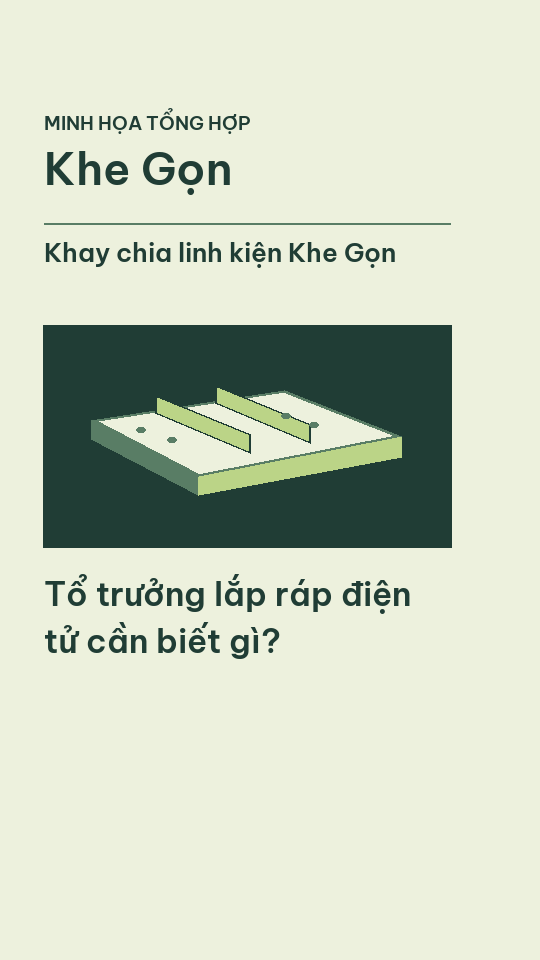 MINH HỌA TỔNG HỢP
Khe Gọn
Khay chia linh kiện Khe Gọn
Tổ trưởng lắp ráp điện
tử cần biết gì?